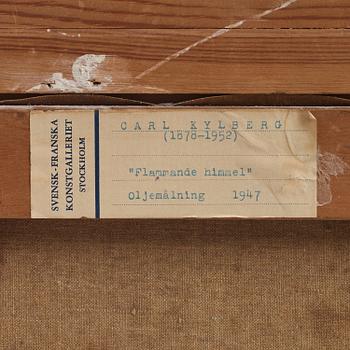 SVENSK-FRANSKA
KONSTGALLERIET
STOCKHOLM
CARL KYLBERG
(1878-1952)
"Flammande himmel"
Oljemålning 1947